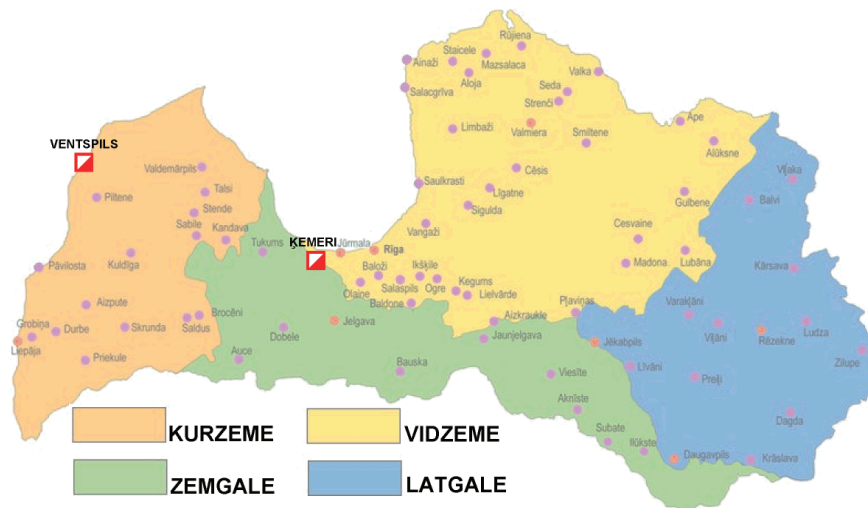 Rūjiena
Staicele
Mazsalaca
Ainaži
Aloja
Valka
Salacgrīva
Seda
Strenči
Limbaži
Valmiera
Smiltene
Ape
Alūksne
VENTSPILS
Valdemārpils
Cēsis
Viļaka
Talsi
Saulkrasti
Līgatne
Piltene
Gulbene
Balvi
Stende
Sigulda
Sabile
Kandava
Vangaži
Cesvaine
Tukums
ĶEMERI
Jūrmala
Rīga
Kuldīga
Madona
Lubāna
Pāvilosta
Baloži
Ikšķile
Kārsava
Olaine
Salaspils
Ogre
Ķegums
Lielvārde
Baldone
Aizpute
Pļaviņas
Varakļāni
Brocēni
Saldus
Aizkraukle
Jelgava
Grobiņa
Durbe
Skrunda
Dobele
Viļāni
Rēzekne
Ludza
Liepāja
Jaunjelgava
Jēkabpils
Priekule
Auce
Zilupe
Bauska
Viesīte
Līvāni
Preiļi
Aknīste
Dagda
KURZEME
VIDZEME
Subate
Ilūkste
Daugavpils
Krāslava
ZEMGALE
LATGALE